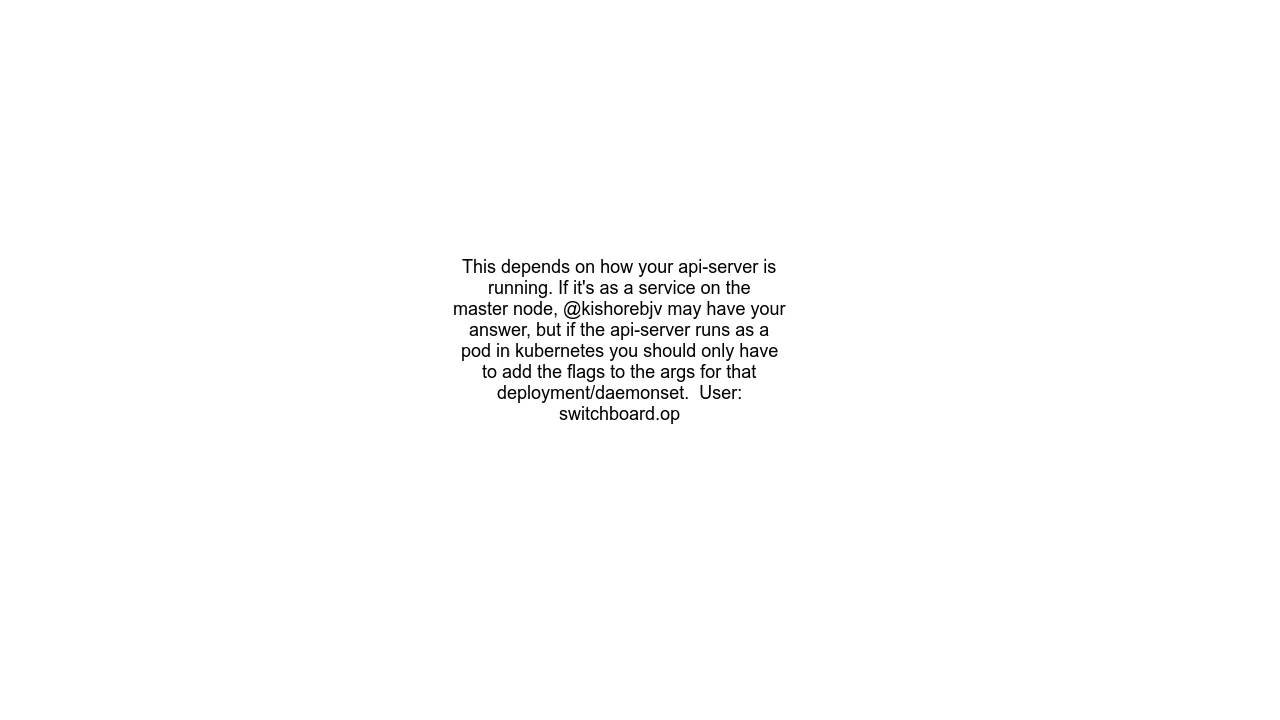 This depends on how your api-server is
running. If it's as a service on the
master node, @kishorebjv may have your
answer, but if the api-server runs as a
pod in kubernetes you should only have
to add the flags to the args for that
deployment/daemonset.  User:
switchboard.op